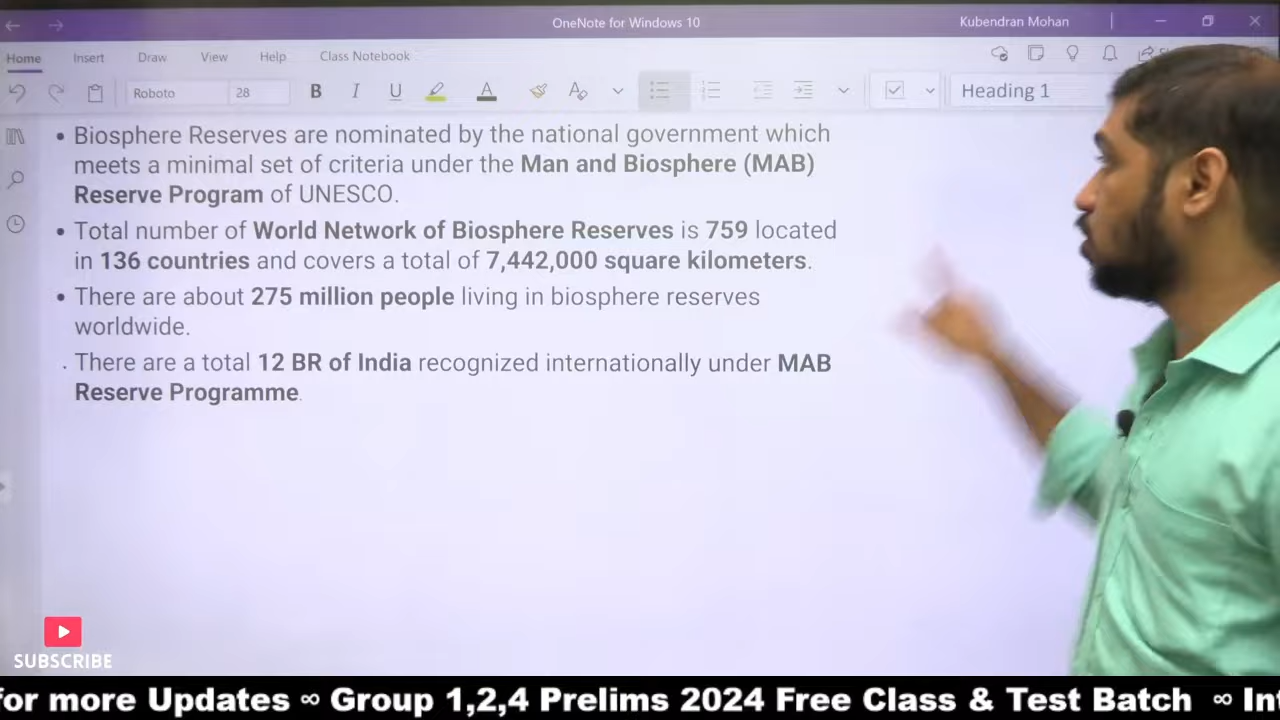 OneNote for Windows 10
Kubendran Mohan
Home Insert Draw View Help Class Notebook
Roboto 28 B I U A Heading 1
• Biosphere Reserves are nominated by the national government which
meets a minimal set of criteria under the Man and Biosphere (MAB)
Reserve Program of UNESCO.
• Total number of World Network of Biosphere Reserves is 759 located
in 136 countries and covers a total of 7,442,000 square kilometers.
• There are about 275 million people living in biosphere reserves
worldwide.
. There are a total 12 BR of India recognized internationally under MAB
Reserve Programme.
SUBSCRIBE
for more Updates ∞ Group 1,2,4 Prelims 2024 Free Class & Test Batch ∞